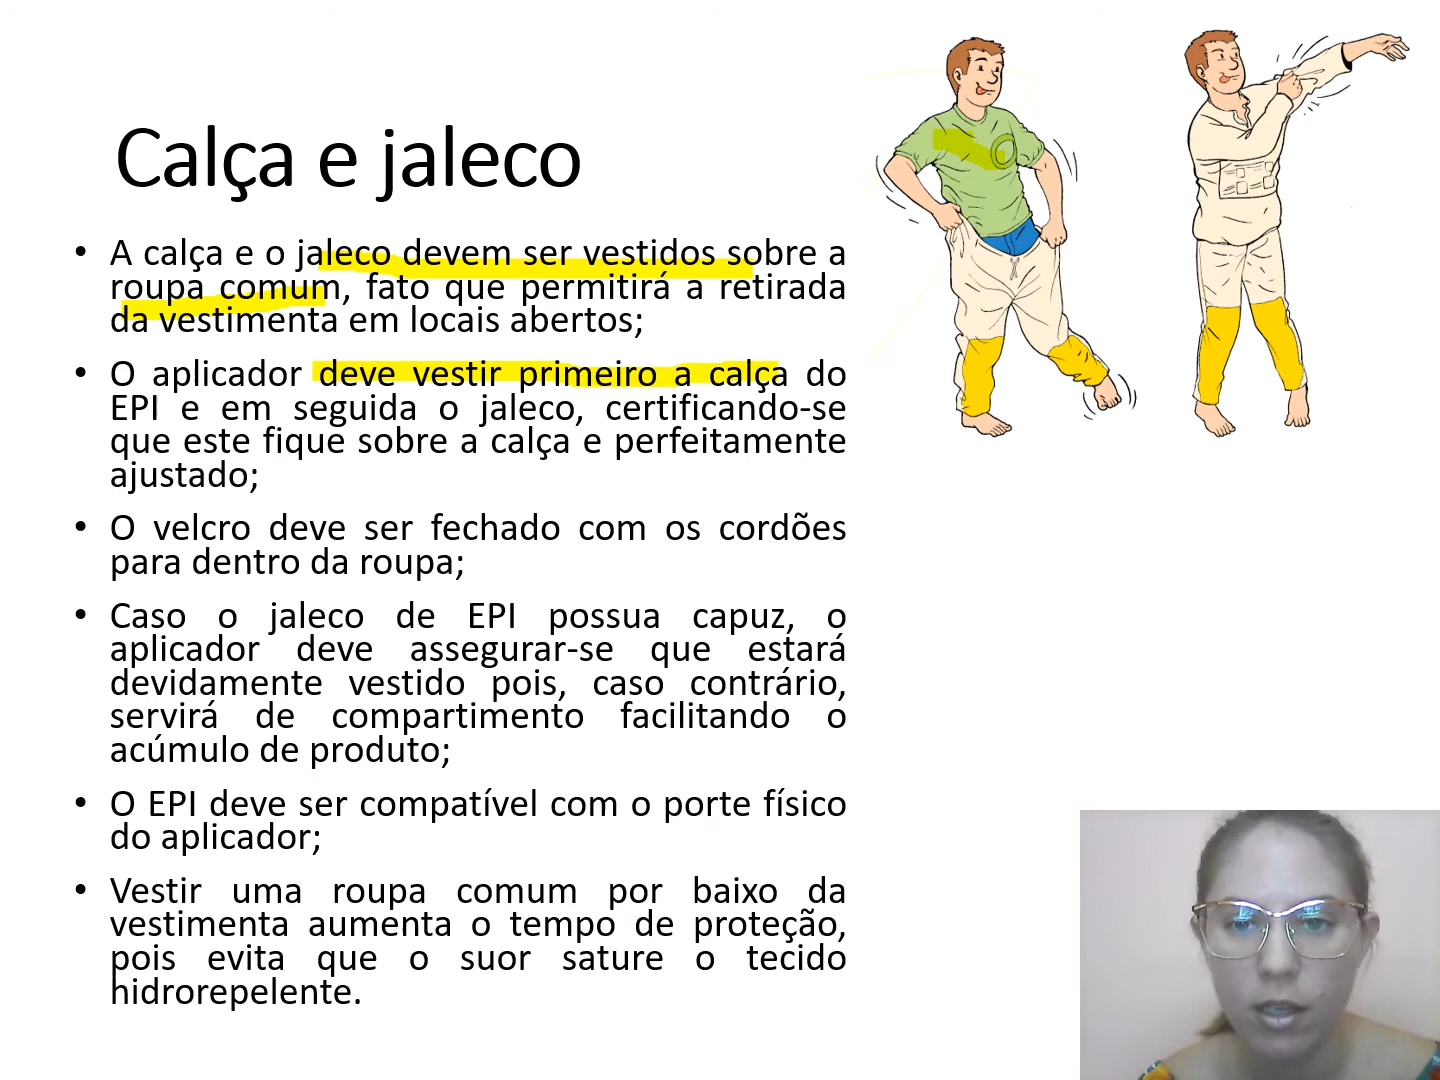 Calça e jaleco
• A calça e o jaleco devem ser vestidos sobre a
roupa comum, fato que permitirá a retirada
da vestimenta em locais abertos;
• O aplicador deve vestir primeiro a calça do
EPI e em seguida o jaleco, certificando-se
que este fique sobre a calça e perfeitamente
ajustado;
• O velcro deve ser fechado com os cordões
para dentro da roupa;
• Caso o jaleco de EPI possua capuz, o
aplicador deve assegurar-se que estará
devidamente vestido pois, caso contrário,
servirá de compartimento facilitando o
acúmulo de produto;
• O EPI deve ser compatível com o porte físico
do aplicador;
• Vestir uma roupa comum por baixo da
vestimenta aumenta o tempo de proteção,
pois evita que o suor sature o tecido
hidrorepelente.